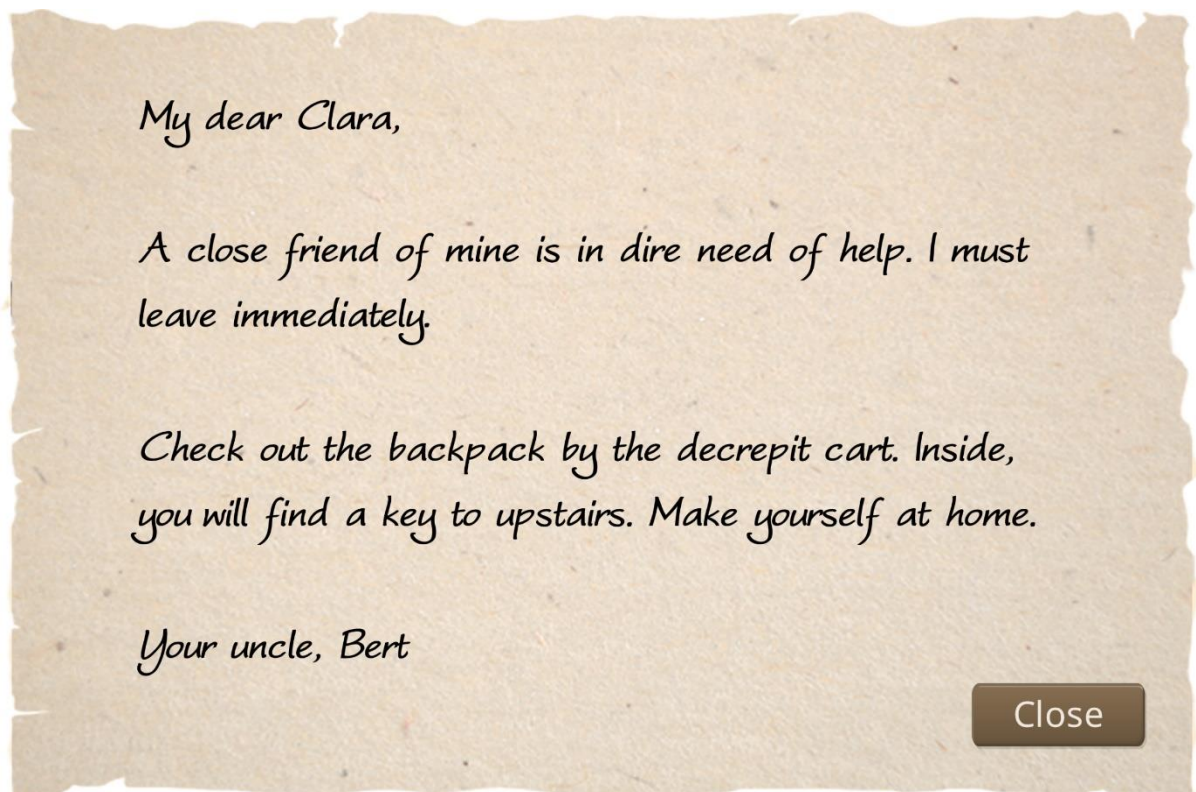 My dear Clara,
A close friend of mine is in dire need of help. I must
leave immediately.
Check out the backpack by the decrepit cart. Inside,
you will find a key to upstairs. Make yourself at home.
Your uncle, Bert
Close